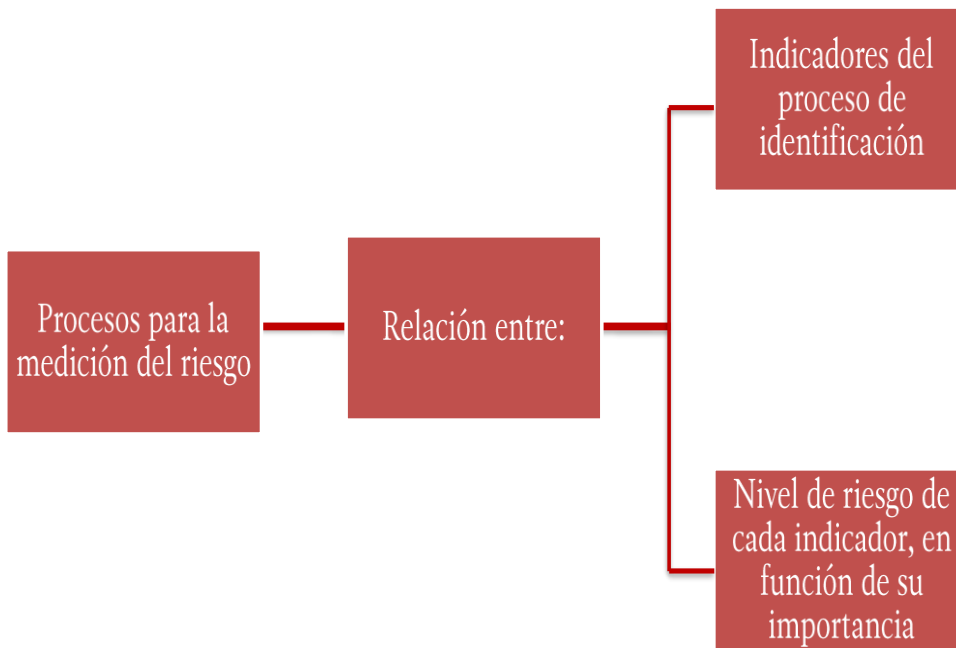 Procesos para la
medición del riesgo
Relación entre:
Indicadores del
proceso de
identificación
Nivel de riesgo de
cada indicador, en
función de su
importancia